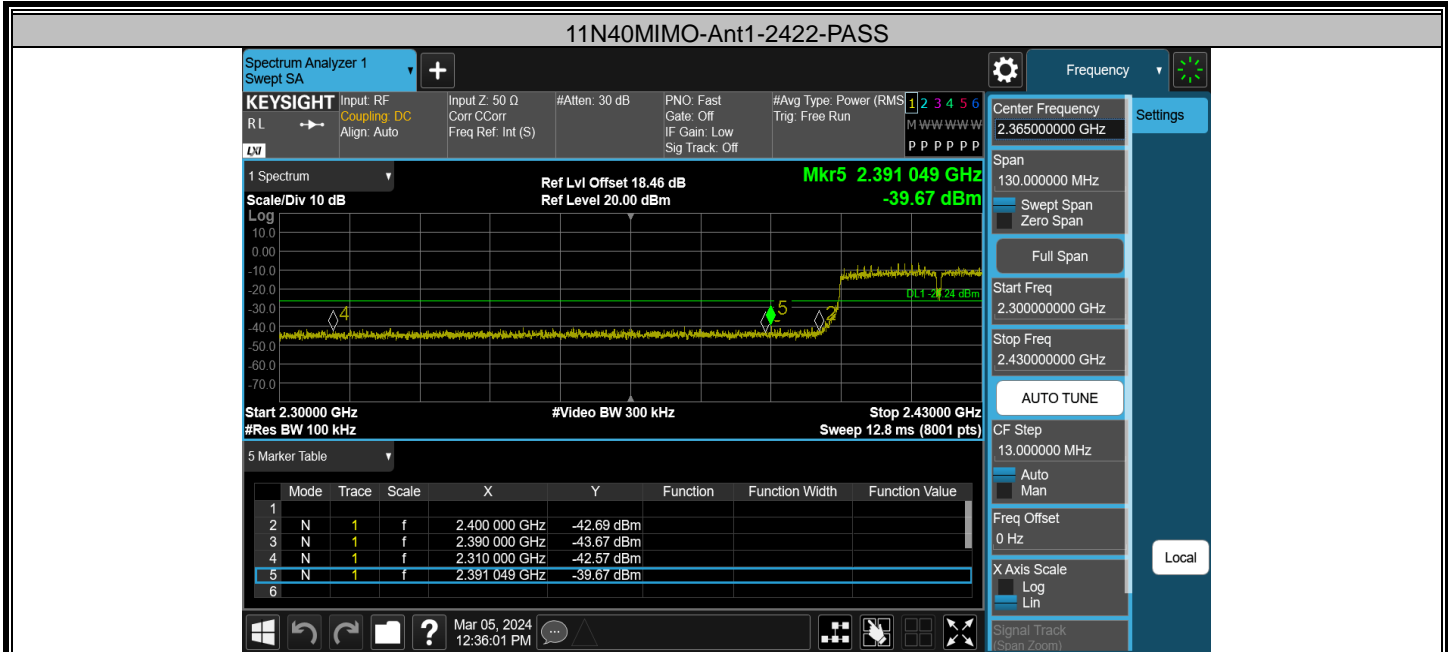 11N40MIMO-Ant1-2422-PASS
Spectrum Analyzer 1
Swept SA
+
Frequency
KEYSIGHT
RL
LXI
Input: RF
Coupling: DC
Align: Auto
Input Z: 50 Ω
Corr CCorr
Freq Ref: Int (S)
#Atten: 30 dB
PNO: Fast
Gate: Off
IF Gain: Low
Sig Track: Off
#Avg Type: Power (RMS
Trig: Free Run
1 2 3 4 5 6
M W W W W W
P P P P P P
1 Spectrum
Scale/Div 10 dB
Ref Lvl Offset 18.46 dB
Ref Level 20.00 dBm
Mkr5 2.391 049 GHz
-39.67 dBm
Log
10.0
0.00
-10.0
-20.0
-30.0
-40.0
-50.0
-60.0
-70.0
4
5
2
Start 2.30000 GHz
#Video BW 300 kHz
Stop 2.43000 GHz
#Res BW 100 kHz
Sweep 12.8 ms (8001 pts)
5 Marker Table
Mode Trace Scale X Y Function Function Width Function Value
1
2 N 1 f 2.400 000 GHz -42.69 dBm
3 N 1 f 2.390 000 GHz -43.67 dBm
4 N 1 f 2.310 000 GHz -42.57 dBm
5 N 1 f 2.391 049 GHz -39.67 dBm
6
Center Frequency
2.365000000 GHz
Settings
Span
130.000000 MHz
Swept Span
Zero Span
Full Span
Start Freq
2.300000000 GHz
Stop Freq
2.430000000 GHz
AUTO TUNE
CF Step
13.000000 MHz
Auto
Man
Freq Offset
0 Hz
X Axis Scale
Log
Lin
Local
Signal Track
(Span Zoom)
?
Mar 05, 2024
12:36:01 PM